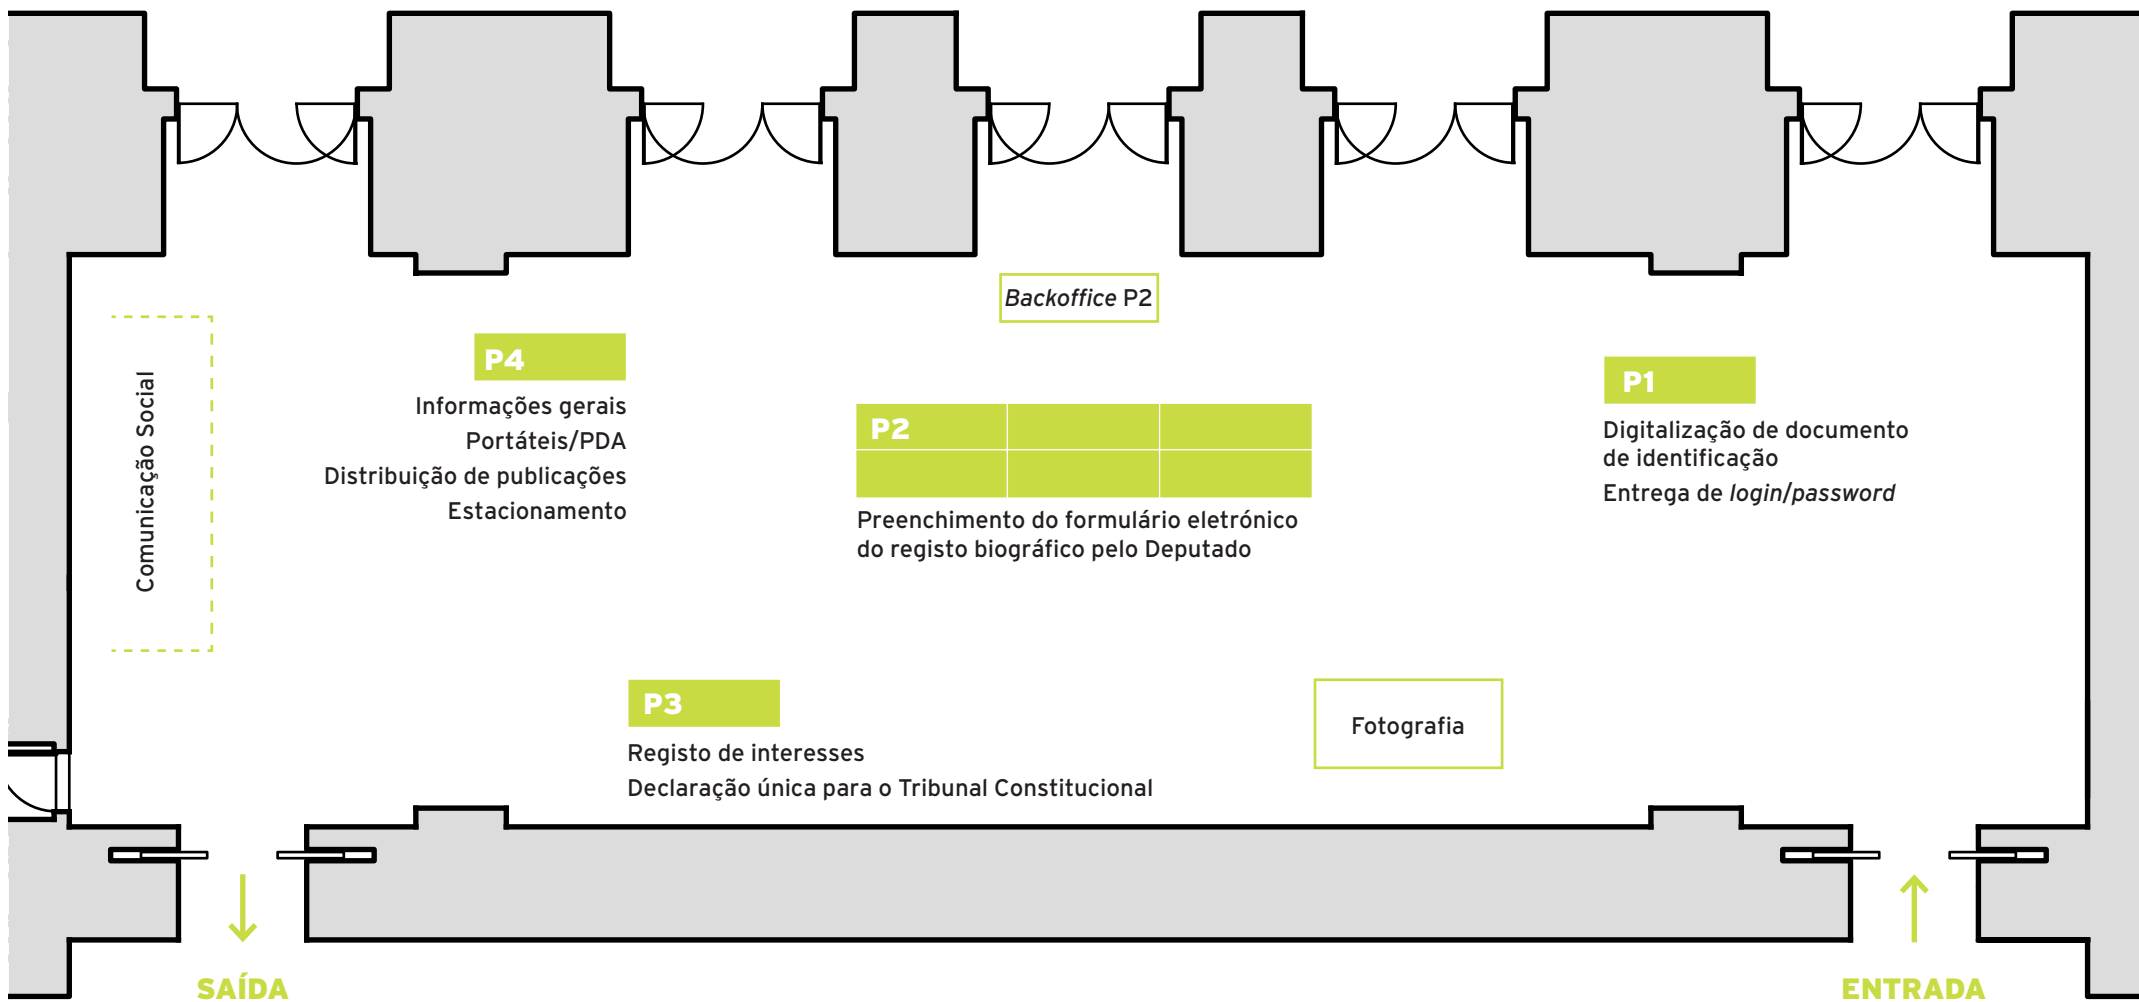 Backoffice P2
P4
Informações gerais
Portáteis/PDA
Distribuição de publicações
Estacionamento
Comunicação Social
P2
Preenchimento do formulário eletrónico
do registo biográfico pelo Deputado
P1
Digitalização de documento
de identificação
Entrega de login/password
P3
Registo de interesses
Declaração única para o Tribunal Constitucional
Fotografia
SAÍDA
ENTRADA